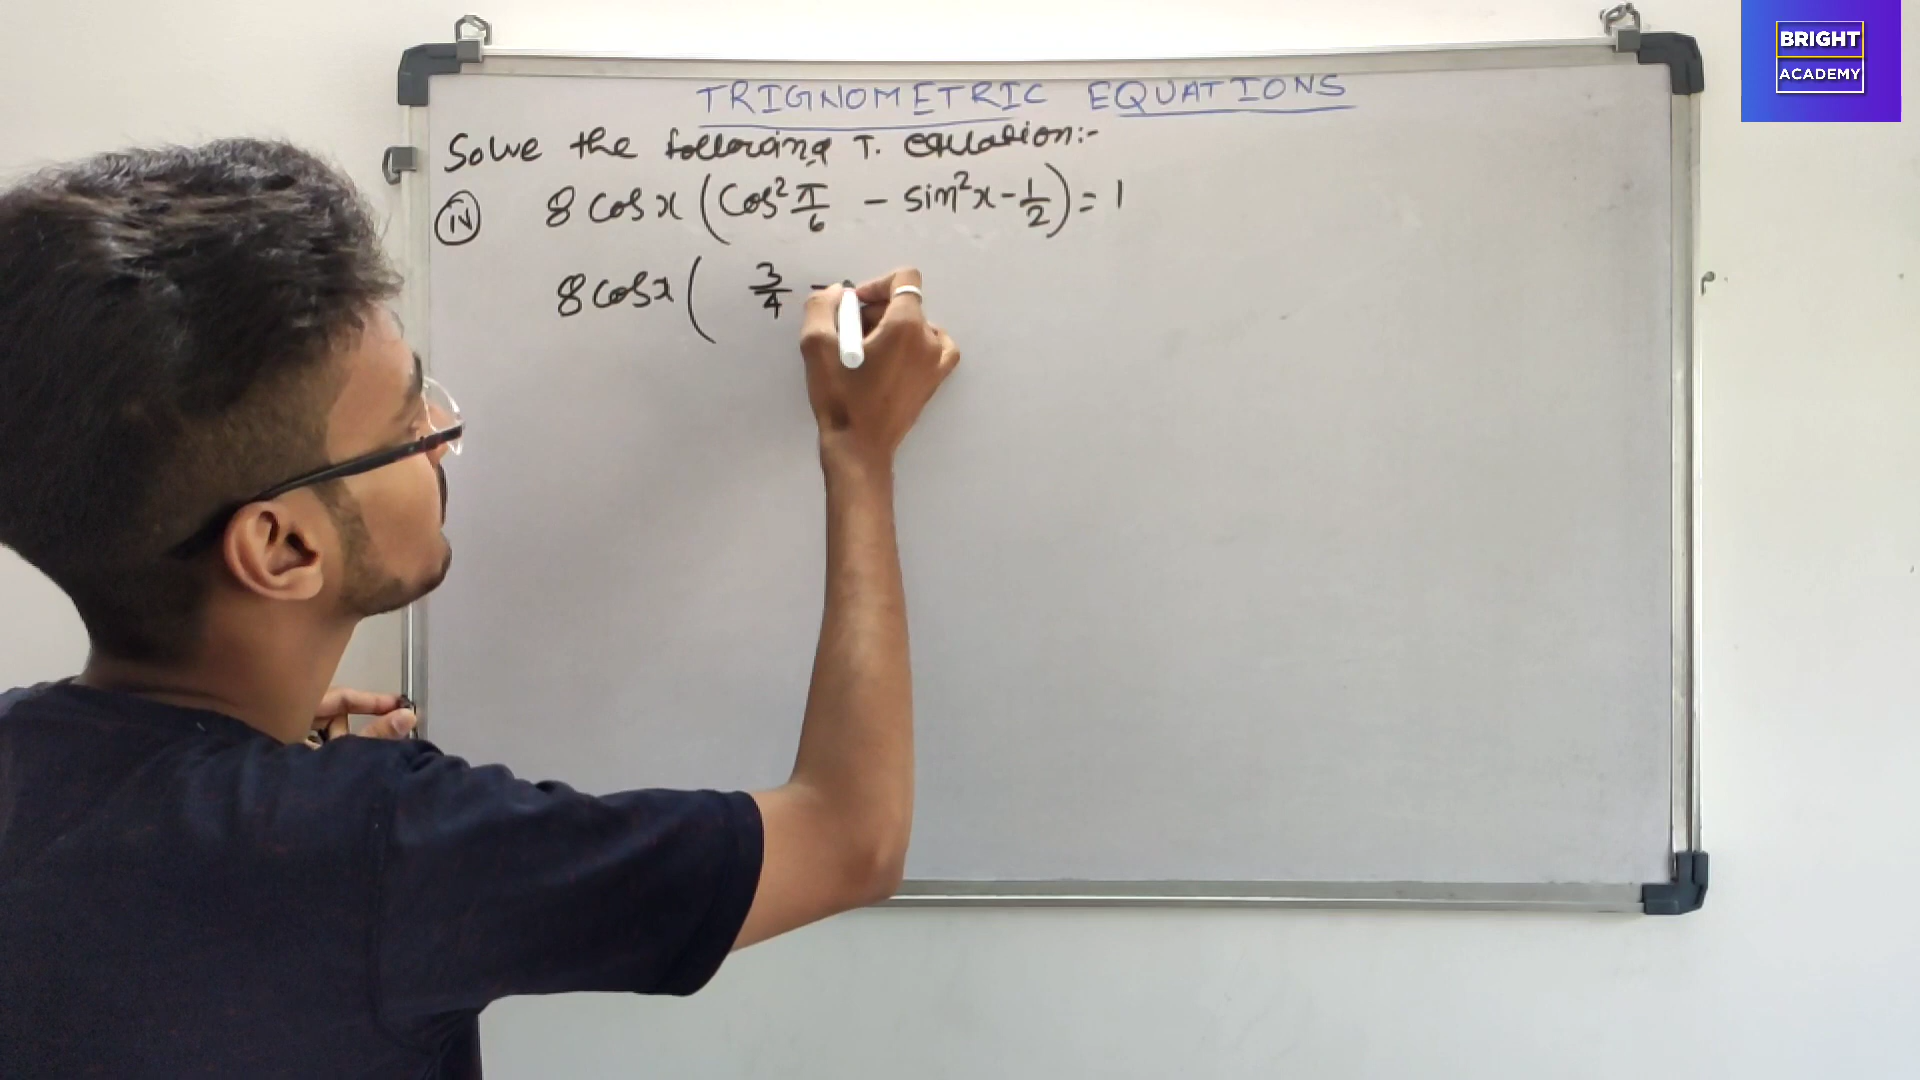 BRIGHT
ACADEMY
TRIGNOMETRIC EQUATIONS
Solve the following T. equation:-
(iv) 8 cos x (cos² π/6 - sin² x - 1/2) = 1
8 cos x ( 3/4 -